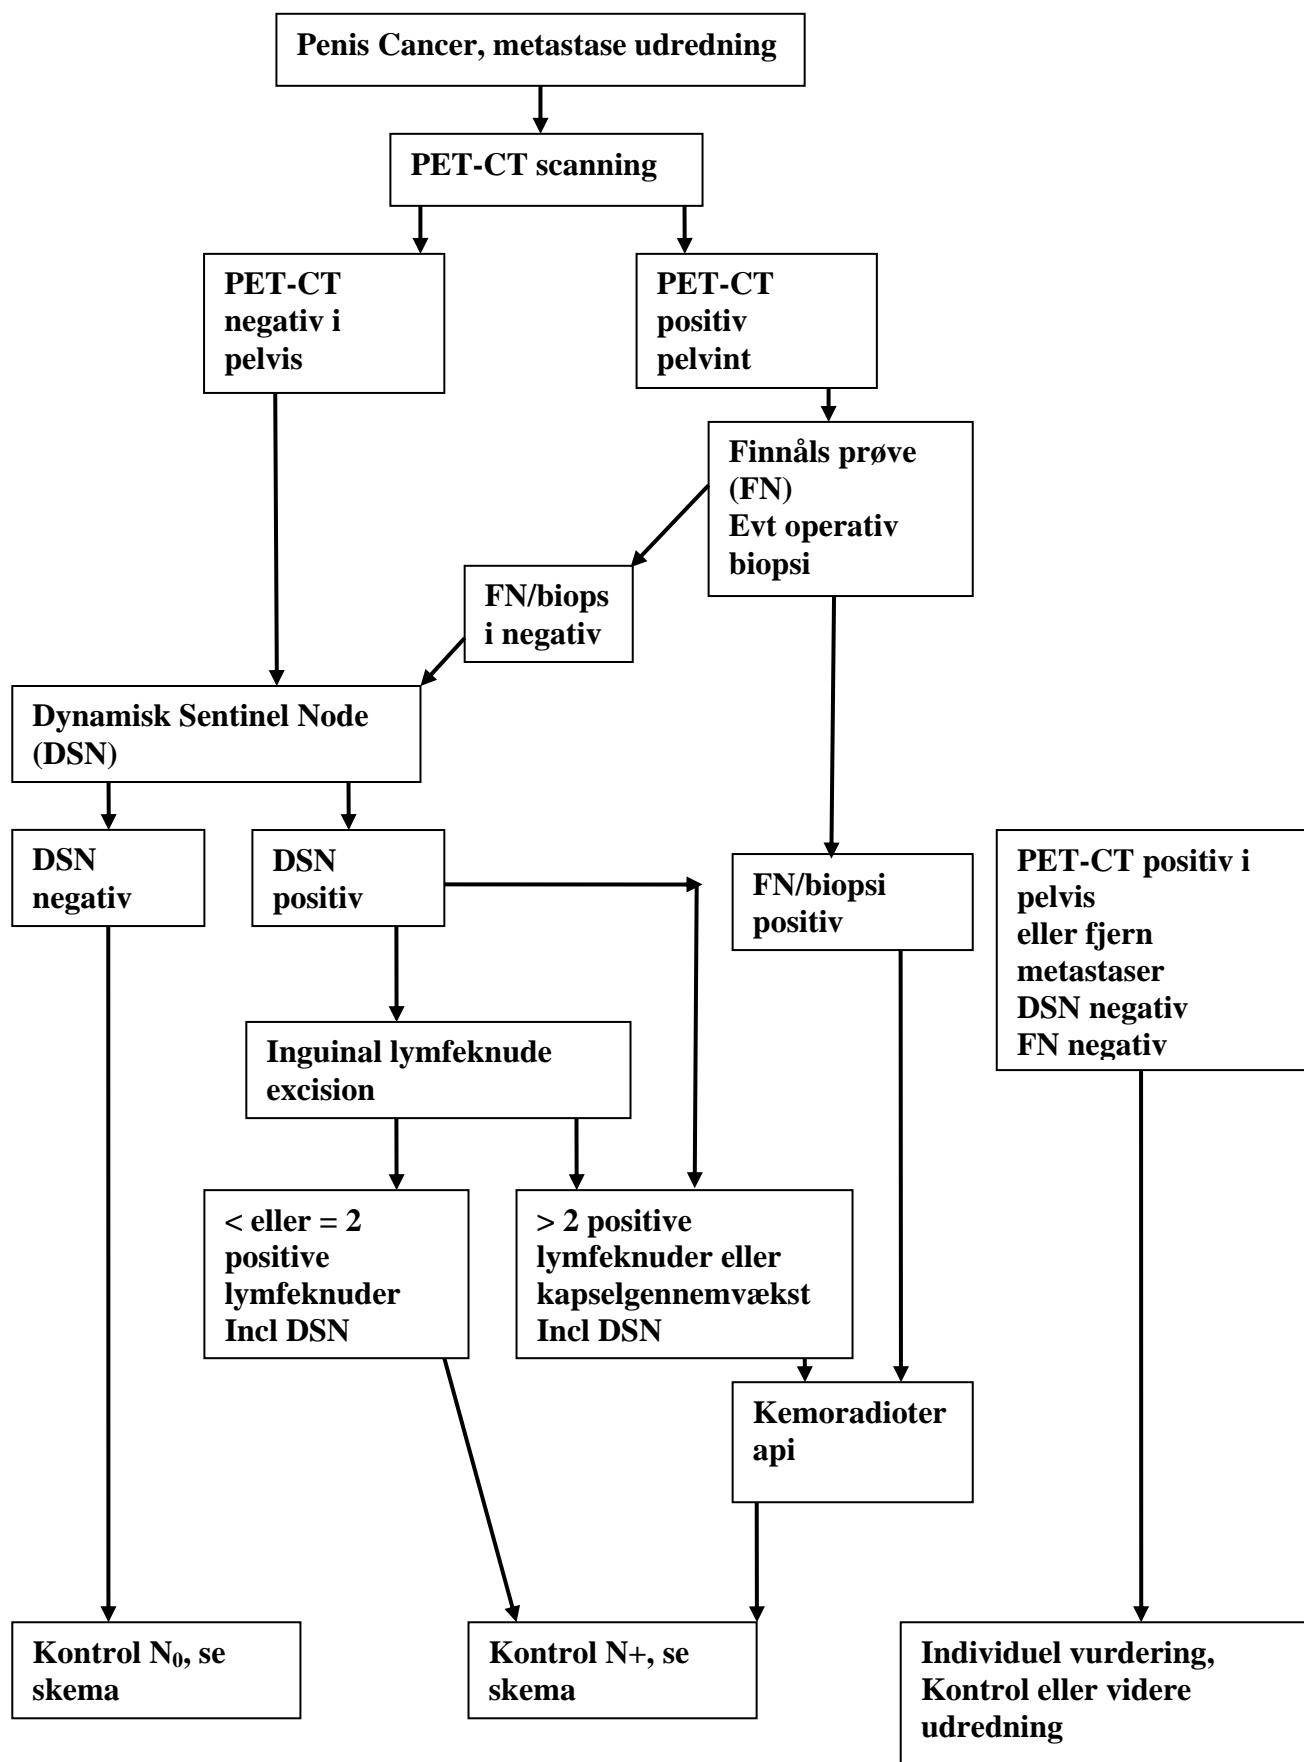 Penis Cancer, metastase udredning
PET-CT scanning
PET-CT
negativ i
pelvis
PET-CT
positiv
pelvint
Finnåls prøve
(FN)
Evt operativ
biopsi
FN/biops
i negativ
Dynamisk Sentinel Node
(DSN)
DSN
negativ
DSN
positiv
FN/biopsi
positiv
PET-CT positiv i
pelvis
eller fjern
metastaser
DSN negativ
FN negativ
Inguinal lymfeknude
excision
< eller = 2
positive
lymfeknuder
Incl DSN
> 2 positive
lymfeknuder eller
kapselgennemvækst
Incl DSN
Kemoradioter
api
Kontrol N₀, se
skema
Kontrol N+, se
skema
Individuel vurdering,
Kontrol eller videre
udredning